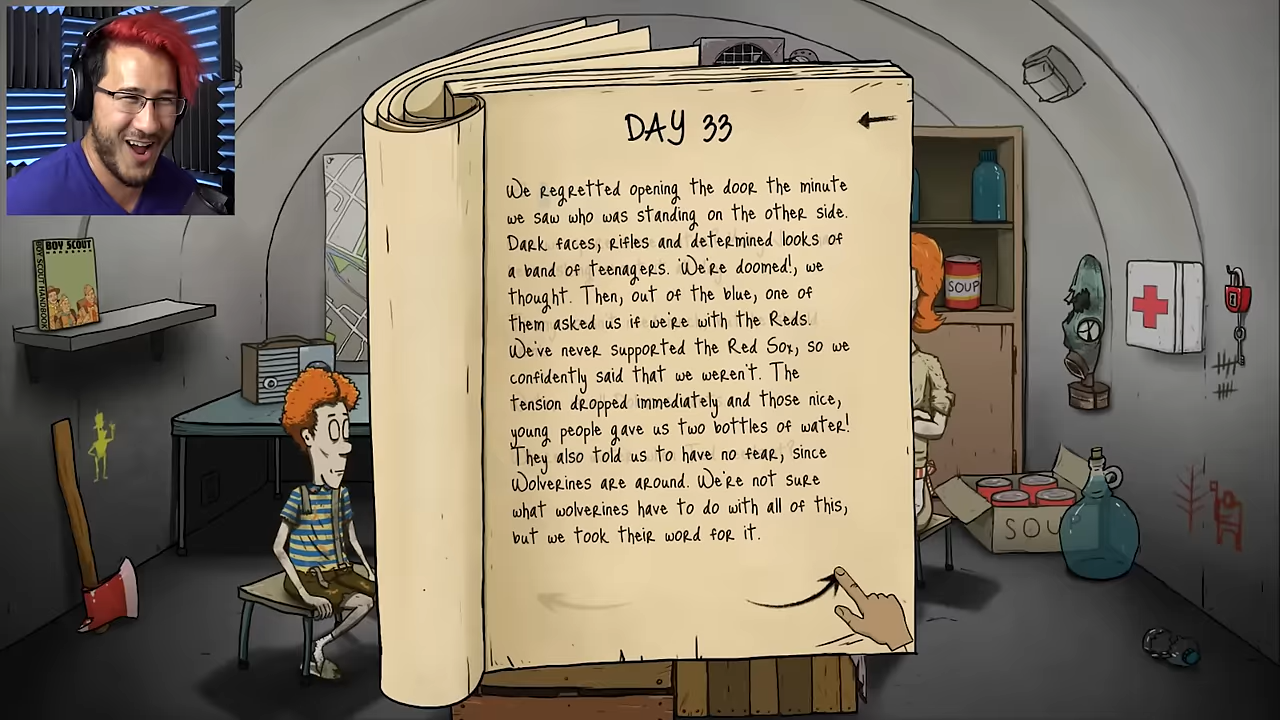 DAY 33
We regretted opening the door the minute
we saw who was standing on the other side.
Dark faces, rifles and determined looks of
a band of teenagers. 'We're doomed!, we
thought. Then, out of the blue, one of
them asked us if we're with the Reds.
We've never supported the Red Sox, so we
confidently said that we weren't. The
tension dropped immediately and those nice,
young people gave us two bottles of water!
They also told us to have no fear, since
Wolverines are around. We're not sure
what wolverines have to do with all of this,
but we took their word for it.
BOY SCOUT
BOY SCOUT HANDBOOK
SOUP
SOU